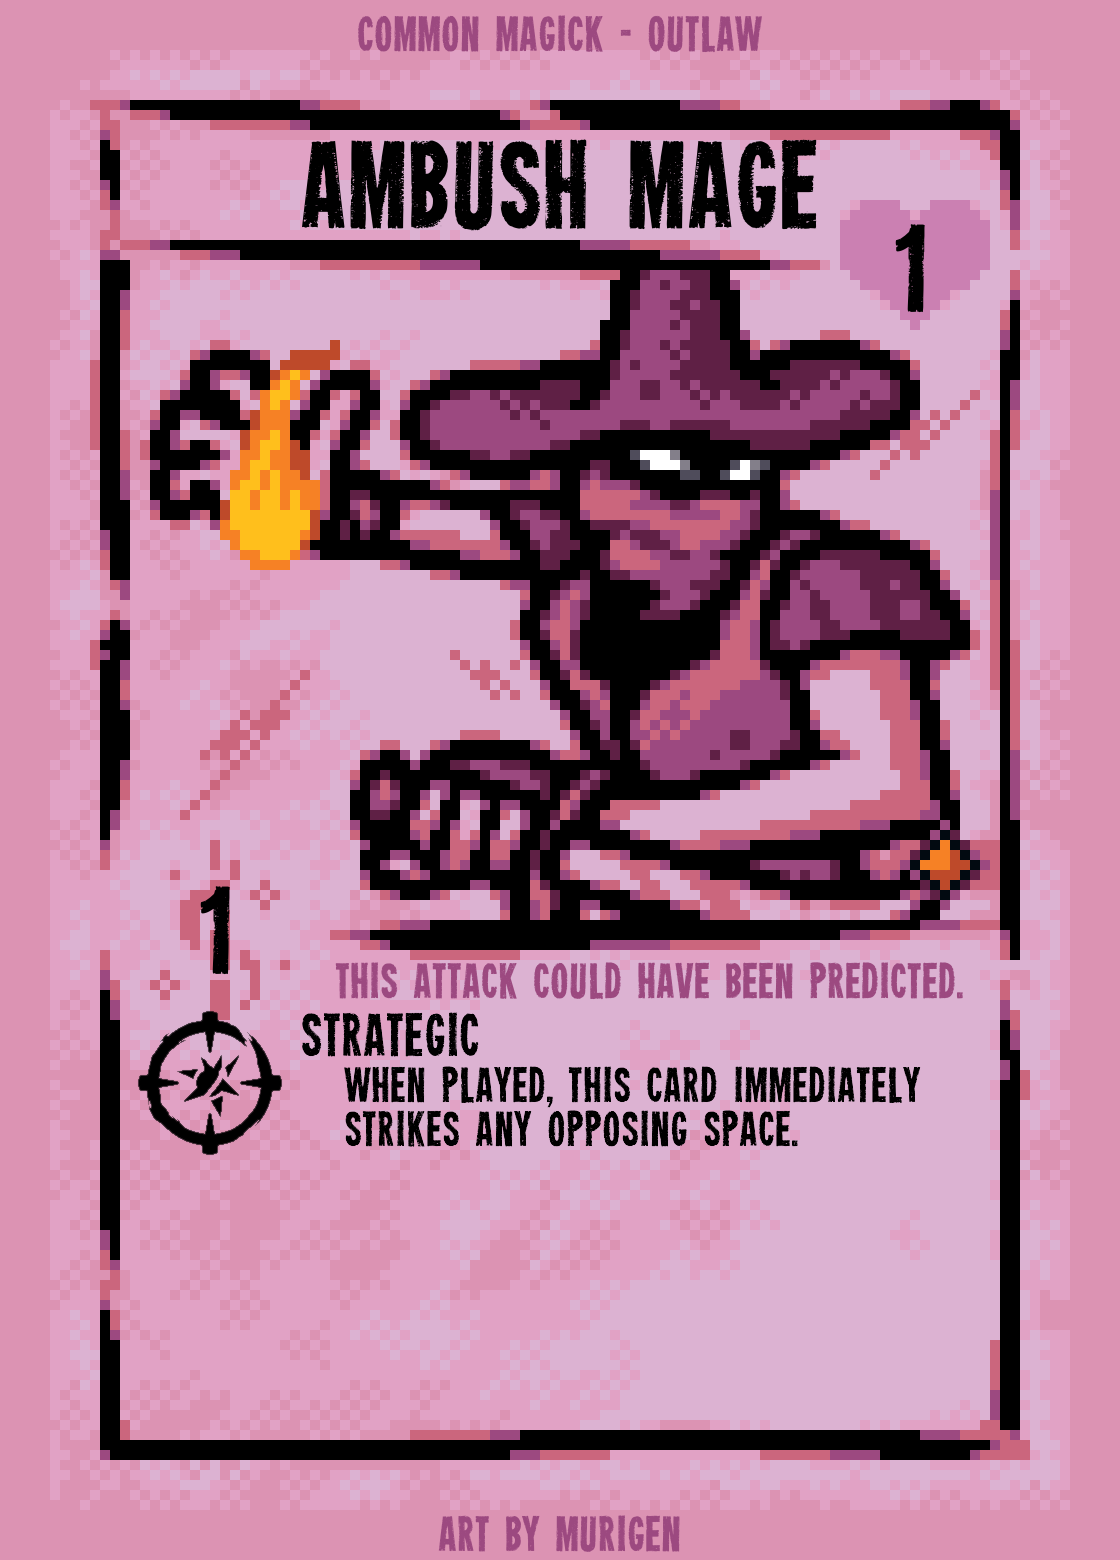 COMMON MAGICK - OUTLAW
AMBUSH MAGE
1
1
THIS ATTACK COULD HAVE BEEN PREDICTED.
STRATEGIC
WHEN PLAYED, THIS CARD IMMEDIATELY
STRIKES ANY OPPOSING SPACE.
ART BY MURIGEN